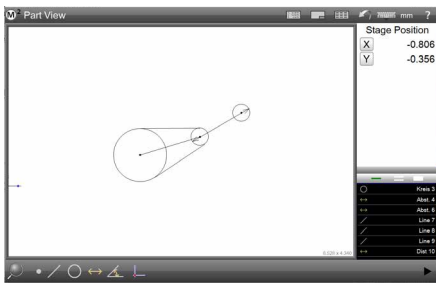 M² Part View
mm
?
Stage Position
X -0.806
Y -0.356
Kreis 3
Abst. 4
Abst. 6
Line 7
Line 8
Line 9
Dist 10